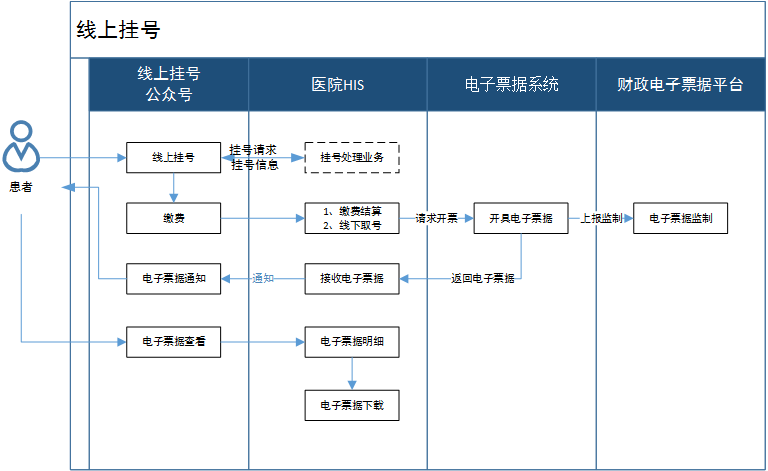 线上挂号
线上挂号
公众号
医院HIS
电子票据系统
财政电子票据平台
患者
线上挂号
挂号请求
挂号信息
挂号处理业务
缴费
1、缴费结算
2、线下取号
请求开票
开具电子票据
上报监制
电子票据监制
电子票据通知
通知
接收电子票据
返回电子票据
电子票据查看
电子票据明细
电子票据下载